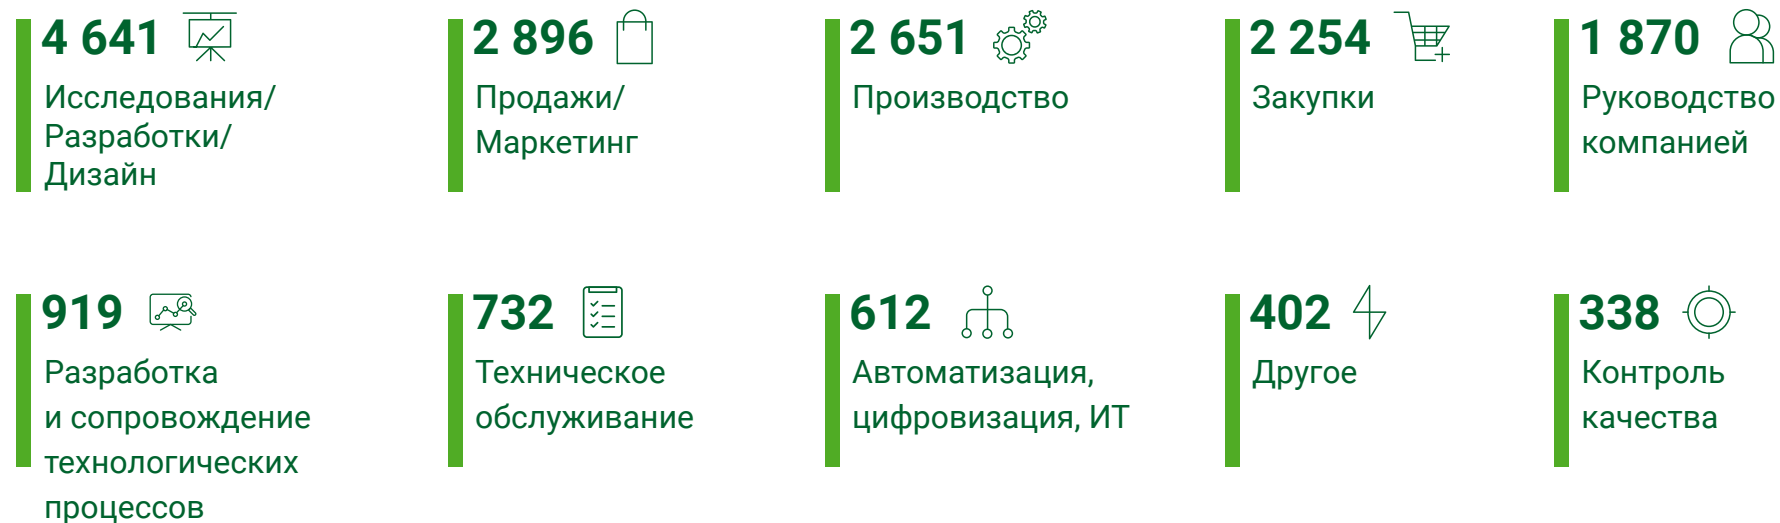 4 641
Исследования/
Разработки/
Дизайн
2 896
Продажи/
Маркетинг
2 651
Производство
2 254
Закупки
1 870
Руководство
компанией
919
Разработка
и сопровождение
технологических
процессов
732
Техническое
обслуживание
612
Автоматизация,
цифровизация, ИТ
402
Другое
338
Контроль
качества